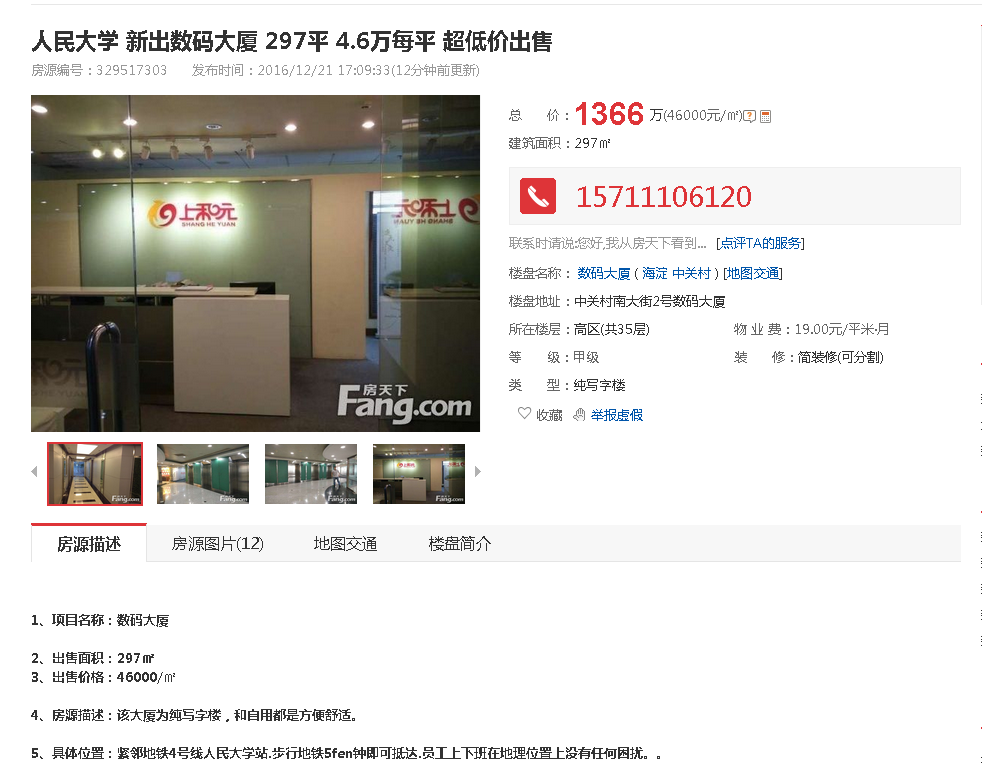 人民大学 新出数码大厦 297平 4.6万每平 超低价出售
房源编号：329517303 发布时间：2016/12/21 17:09:33(12分钟前更新)
上和元
SHANG HE YUAN
房天下
Fang.com
总 价：1366 万(46000元/㎡)
建筑面积：297㎡
15711106120
联系时请说:您好,我从房天下看到... [点评TA的服务]
楼盘名称： 数码大厦 ( 海淀 中关村 ) [地图交通]
楼盘地址：中关村南大街2号数码大厦
所在楼层：高区(共35层) 物 业 费：19.00元/平米·月
等 级：甲级 装 修：简装修(可分割)
类 型：纯写字楼
收藏 举报虚假
Fang.com
Fang.com
Fang.com
Fang.com
房源描述 房源图片(12) 地图交通 楼盘简介
1、项目名称：数码大厦
2、出售面积：297㎡
3、出售价格：46000/㎡
4、房源描述：该大厦为纯写字楼，和自用都是方便舒适。
5、具体位置：紧邻地铁4号线人民大学站.步行地铁5fen钟即可抵达.员工上下班在地理位置上没有任何困扰。。